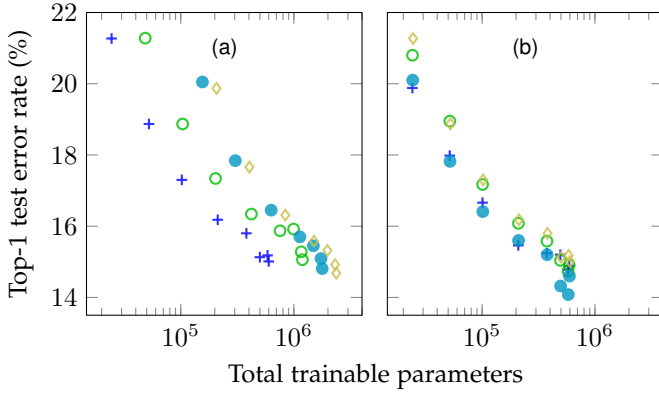 22
20
18
16
14
Top-1 test error rate (%)
(a)
(b)
10^5
10^6
10^5
10^6
Total trainable parameters